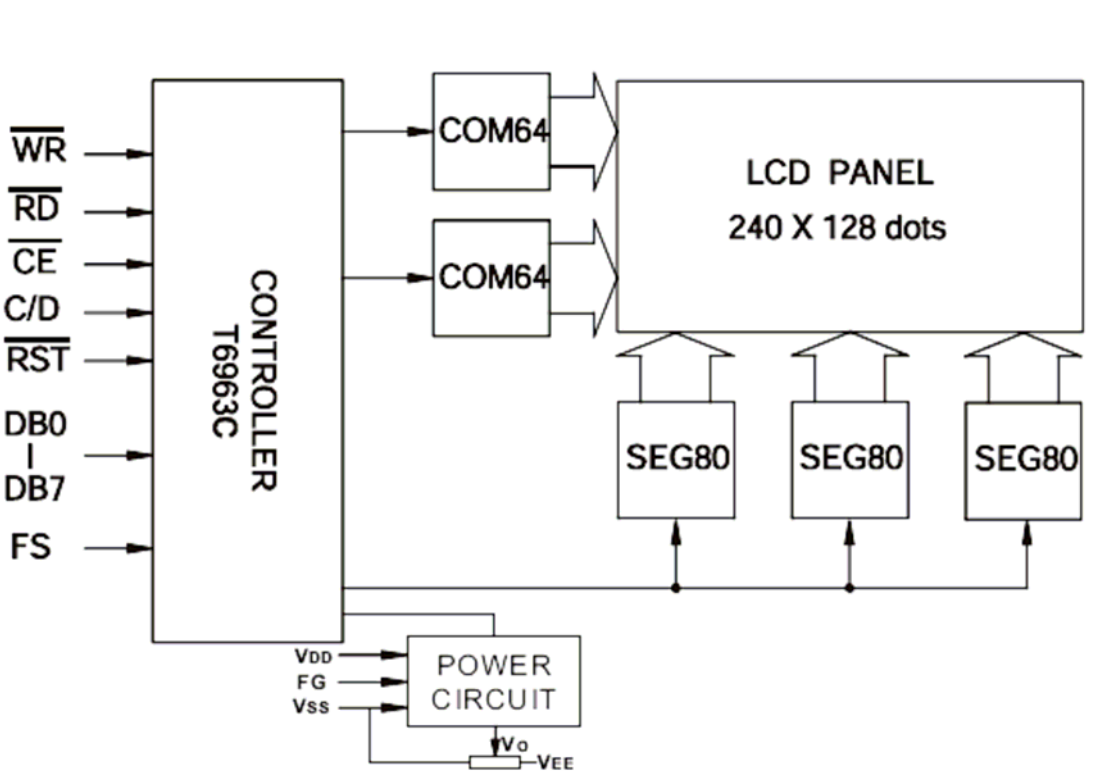 WR
RD
CE
C/D
RST
DB0
DB7
FS
CONTROLLER
T6963C
COM64
COM64
LCD PANEL
240 X 128 dots
SEG80
SEG80
SEG80
VDD
FG
VSS
POWER
CIRCUIT
VO
VEE